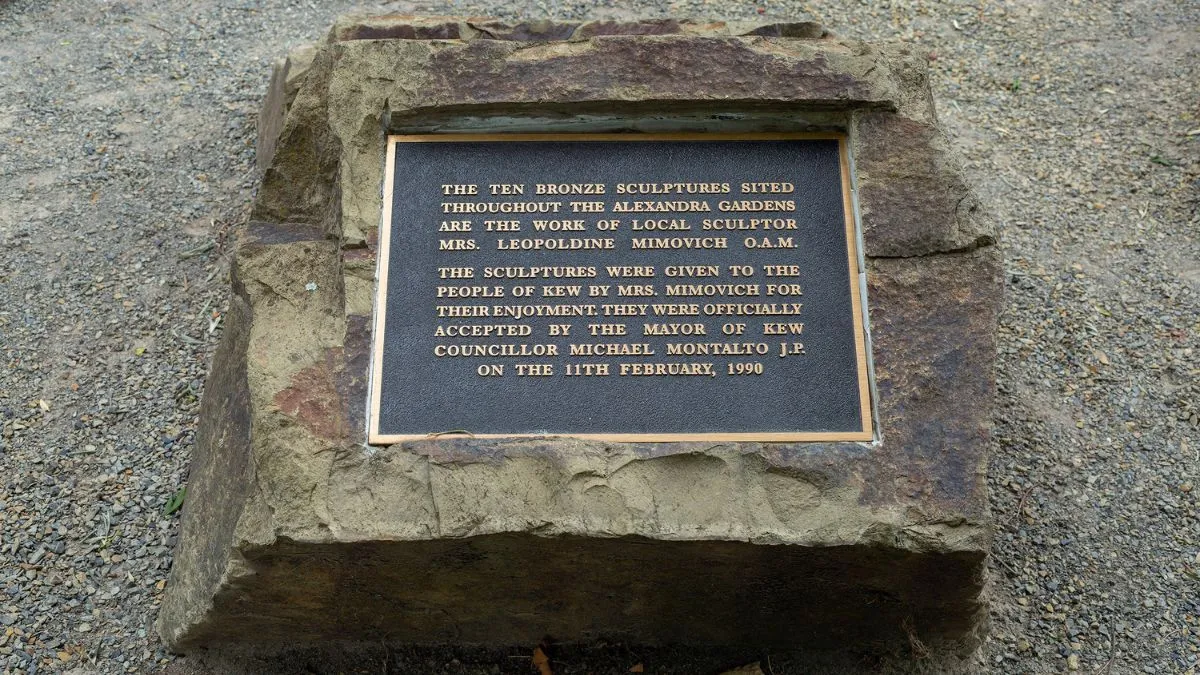 THE TEN BRONZE SCULPTURES SITED
THROUGHOUT THE ALEXANDRA GARDENS
ARE THE WORK OF LOCAL SCULPTOR
MRS. LEOPOLDINE MIMOVICH O.A.M.
THE SCULPTURES WERE GIVEN TO THE
PEOPLE OF KEW BY MRS. MIMOVICH FOR
THEIR ENJOYMENT. THEY WERE OFFICIALLY
ACCEPTED BY THE MAYOR OF KEW
COUNCILLOR MICHAEL MONTALTO J.P.
ON THE 11TH FEBRUARY, 1990